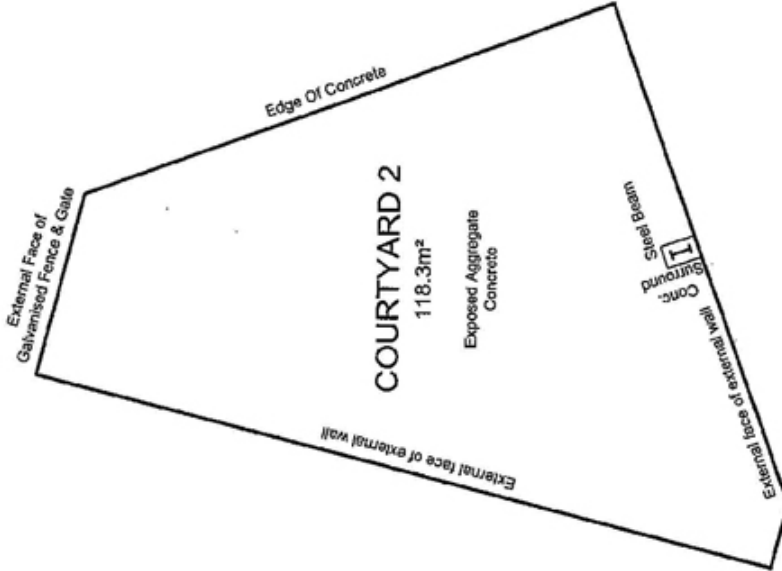 External Face of
Galvanised Fence & Gate
Edge Of Concrete
COURTYARD 2
118.3m²
Exposed Aggregate
Concrete
Steel Beam
I
Conc.
Surround
External face of external wall
External face of external wall